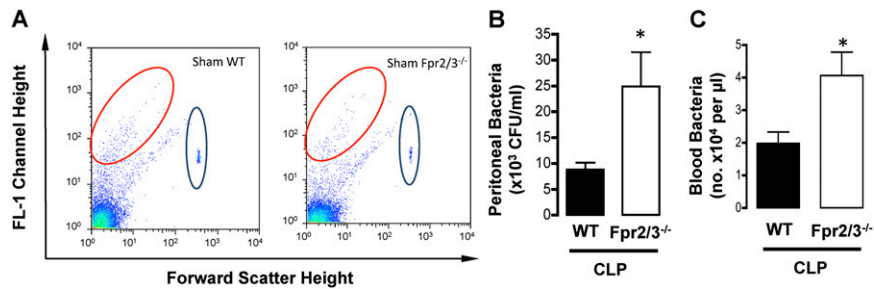 A
B
C
FL-1 Channel Height
10⁴
10³
10²
10¹
10⁰
Sham WT
10⁰ 10¹ 10² 10³ 10⁴
10⁴
10³
10²
10¹
10⁰
Sham Fpr2/3⁻/⁻
10⁰ 10¹ 10² 10³ 10⁴
Forward Scatter Height
Peritoneal Bacteria
(x10³ CFU/ml)
35
30
25
20
15
10
5
0
*
WT Fpr2/3⁻/⁻
CLP
Blood Bacteria
(no. x10⁴ per µl)
5
4
3
2
1
0
*
WT Fpr2/3⁻/⁻
CLP